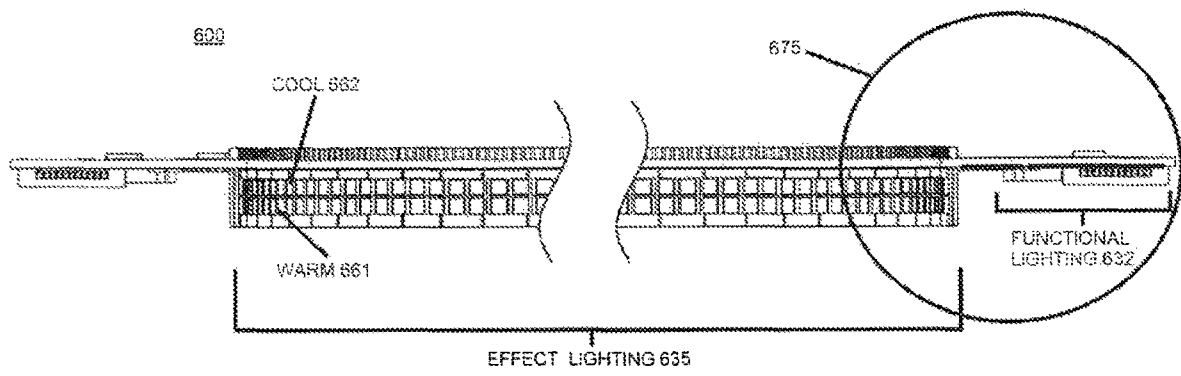 600
675
COOL 662
WARM 661
FUNCTIONAL
LIGHTING 632
EFFECT LIGHTING 635